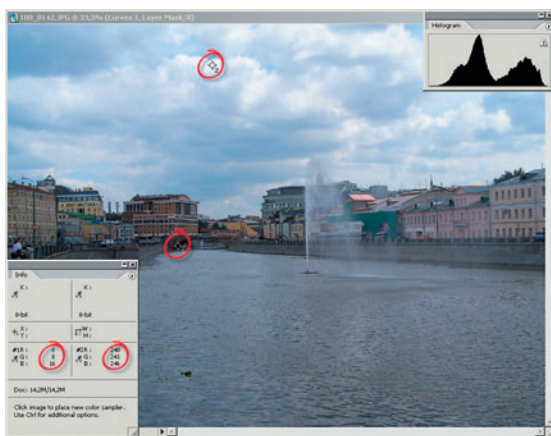 100_0142.JPG @ 33,3% (Curves 1, Layer Mask/8)
Histogram
2
Info
K: K:
8-bit 8-bit
X: W:
Y: H:
#1R: 8 #2R: 240
G: 8 G: 241
B: 16 B: 246
Doc: 14,2M/14,2M
Click image to place new color sampler.
Use Ctrl for additional options.